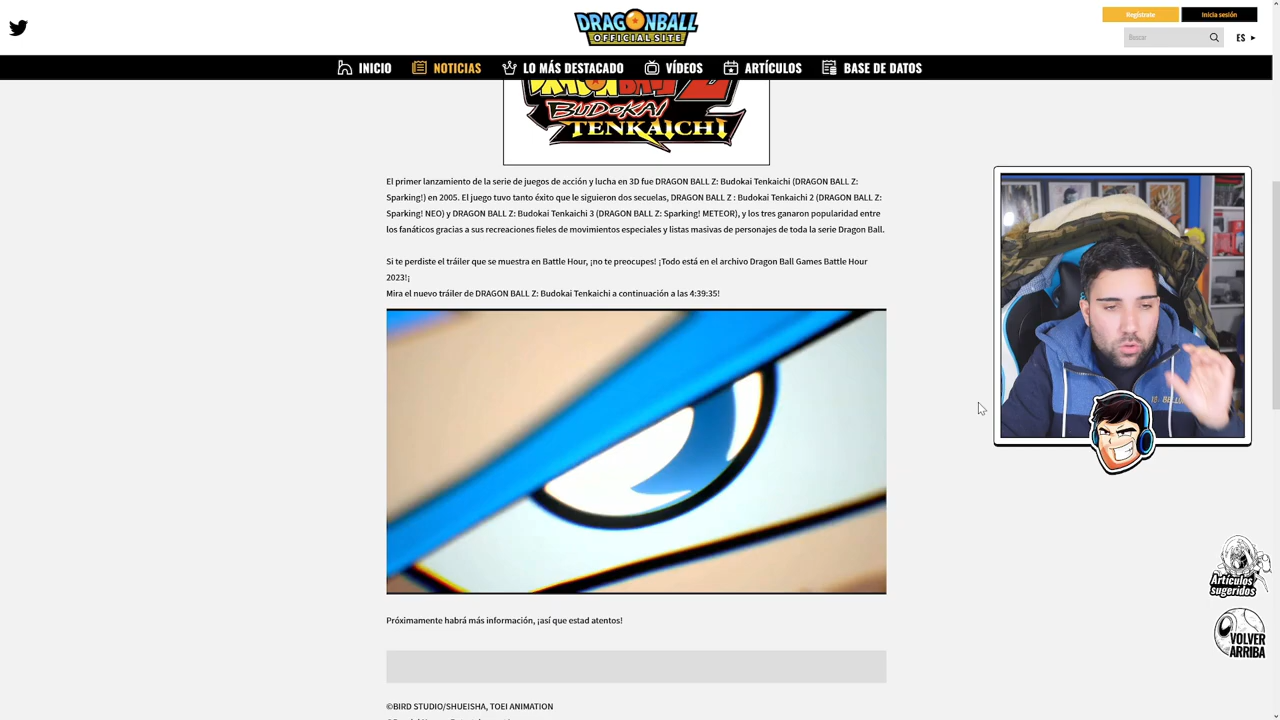 DRAGONBALL
OFFICIAL SITE
Regístrate
Inicia sesión
Buscar
ES
INICIO
NOTICIAS
LO MÁS DESTACADO
VÍDEOS
ARTÍCULOS
BASE DE DATOS
DRAGON BALL Z
BUDOKAI
TENKAICHI
El primer lanzamiento de la serie de juegos de acción y lucha en 3D fue DRAGON BALL Z: Budokai Tenkaichi (DRAGON BALL Z:
Sparking!) en 2005. El juego tuvo tanto éxito que le siguieron dos secuelas, DRAGON BALL Z : Budokai Tenkaichi 2 (DRAGON BALL Z:
Sparking! NEO) y DRAGON BALL Z: Budokai Tenkaichi 3 (DRAGON BALL Z: Sparking! METEOR), y los tres ganaron popularidad entre
los fanáticos gracias a sus recreaciones fieles de movimientos especiales y listas masivas de personajes de toda la serie Dragon Ball.
Si te perdiste el tráiler que se muestra en Battle Hour, ¡no te preocupes! ¡Todo está en el archivo Dragon Ball Games Battle Hour
2023!¡
Mira el nuevo tráiler de DRAGON BALL Z: Budokai Tenkaichi a continuación a las 4:39:35!
Próximamente habrá más información, ¡así que estad atentos!
Artículos
sugeridos
VOLVER
ARRIBA
©BIRD STUDIO/SHUEISHA, TOEI ANIMATION